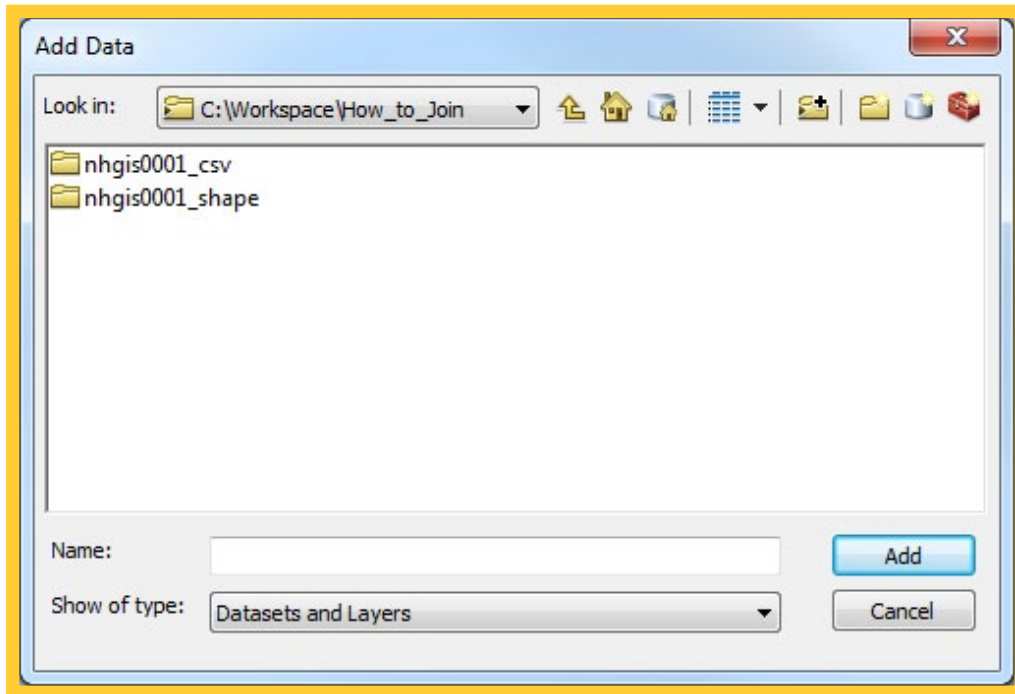 Add Data
Look in: C:\Workspace\How_to_Join
nhgis0001_csv
nhgis0001_shape
Name: Add
Show of type: Datasets and Layers Cancel